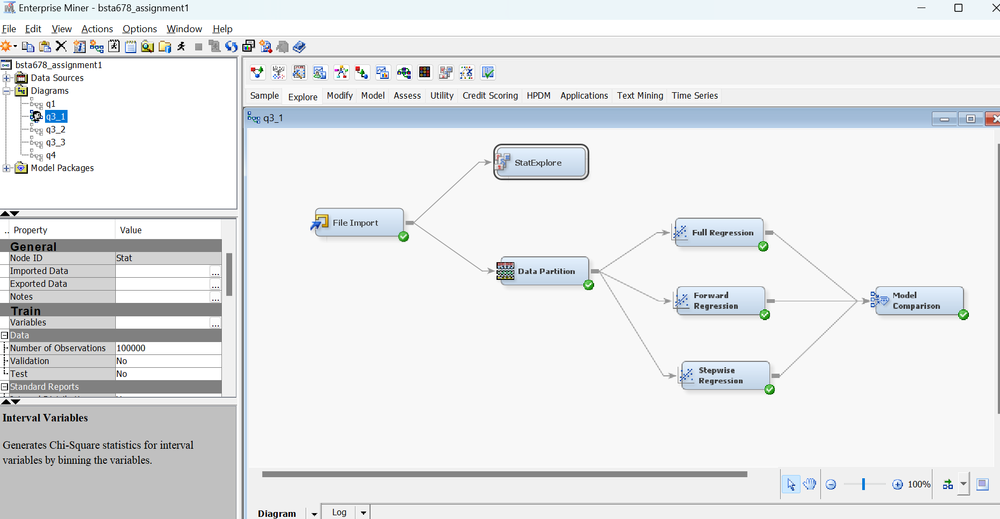 Enterprise Miner - bsta678_assignment1
File Edit View Actions Options Window Help
bsta678_assignment1
Data Sources
Diagrams
q1
q3_1
q3_2
q3_3
q4
Model Packages
.. Property Value
General
Node ID Stat
Imported Data ...
Exported Data ...
Notes ...
Train
Variables ...
Data
Number of Observations 100000
Validation No
Test No
Standard Reports
Interval Variables
Generates Chi-Square statistics for interval
variables by binning the variables.
Sample Explore Modify Model Assess Utility Credit Scoring HPDM Applications Text Mining Time Series
q3_1
StatExplore
File Import
Data Partition
Full Regression
Forward
Regression
Stepwise
Regression
Model
Comparison
100%
Diagram Log